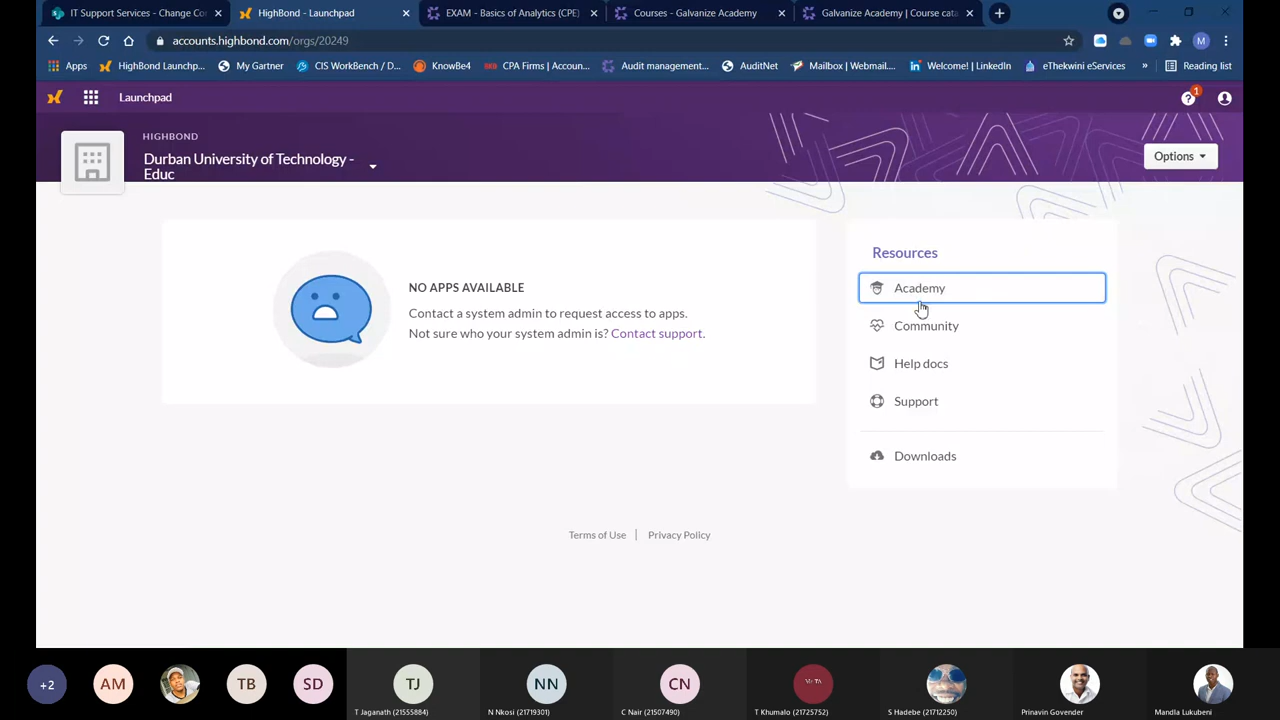 IT Support Services - Change Co
HighBond - Launchpad
EXAM - Basics of Analytics (CPE)
Courses - Galvanize Academy
Galvanize Academy | Course cata
accounts.highbond.com/orgs/20249
M
Apps
HighBond Launchp...
My Gartner
CIS WorkBench / D...
KnowBe4
CPA Firms | Accoun...
Audit management...
AuditNet
Mailbox | Webmail...
Welcome! | LinkedIn
eThekwini eServices
»
Reading list
Launchpad
1
HIGHBOND
Durban University of Technology -
Educ
Options
NO APPS AVAILABLE
Contact a system admin to request access to apps.
Not sure who your system admin is? Contact support.
Resources
Academy
Community
Help docs
Support
Downloads
Terms of Use | Privacy Policy
+2
AM
TB
SD
TJ
NN
CN
T Jaganath (21555884)
N Nkosi (21719301)
C Nair (21507490)
T Khumalo (21725752)
S Hadebe (21712250)
Prinavin Govender
Mandla Lukubeni